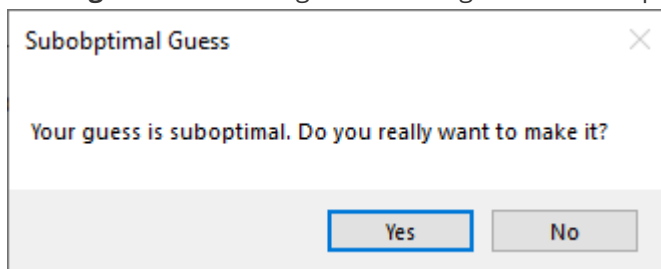 Subobptimal Guess
Your guess is suboptimal. Do you really want to make it?
Yes
No